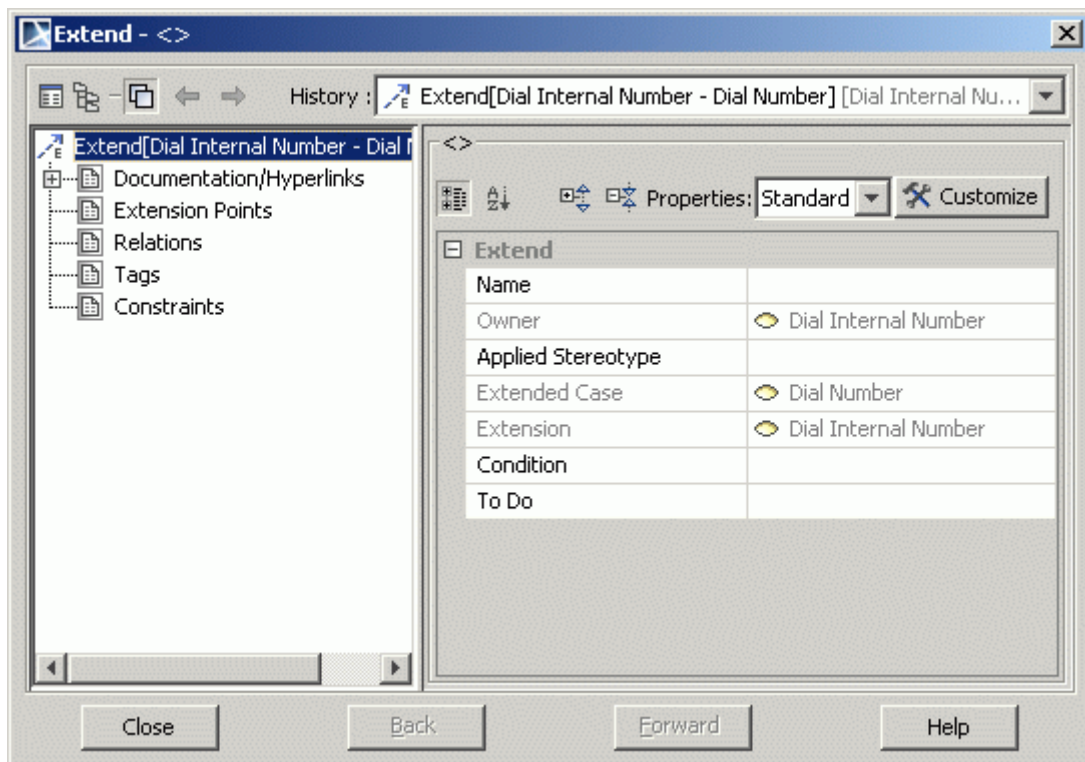 Extend - <>
History : Extend[Dial Internal Number - Dial Number] [Dial Internal Nu...
Extend[Dial Internal Number - Dial
Documentation/Hyperlinks
Extension Points
Relations
Tags
Constraints
<>
Properties: Standard Customize
Extend
Name
Owner Dial Internal Number
Applied Stereotype
Extended Case Dial Number
Extension Dial Internal Number
Condition
To Do
Close Back Forward Help